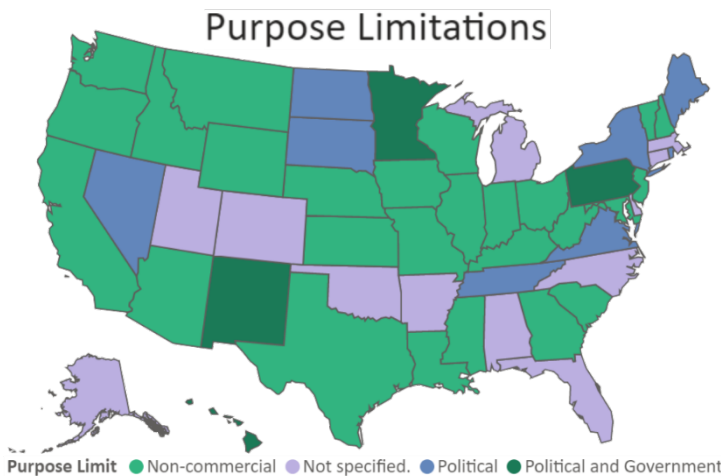 Purpose Limitations
Purpose Limit Non-commercial Not specified. Political Political and Government